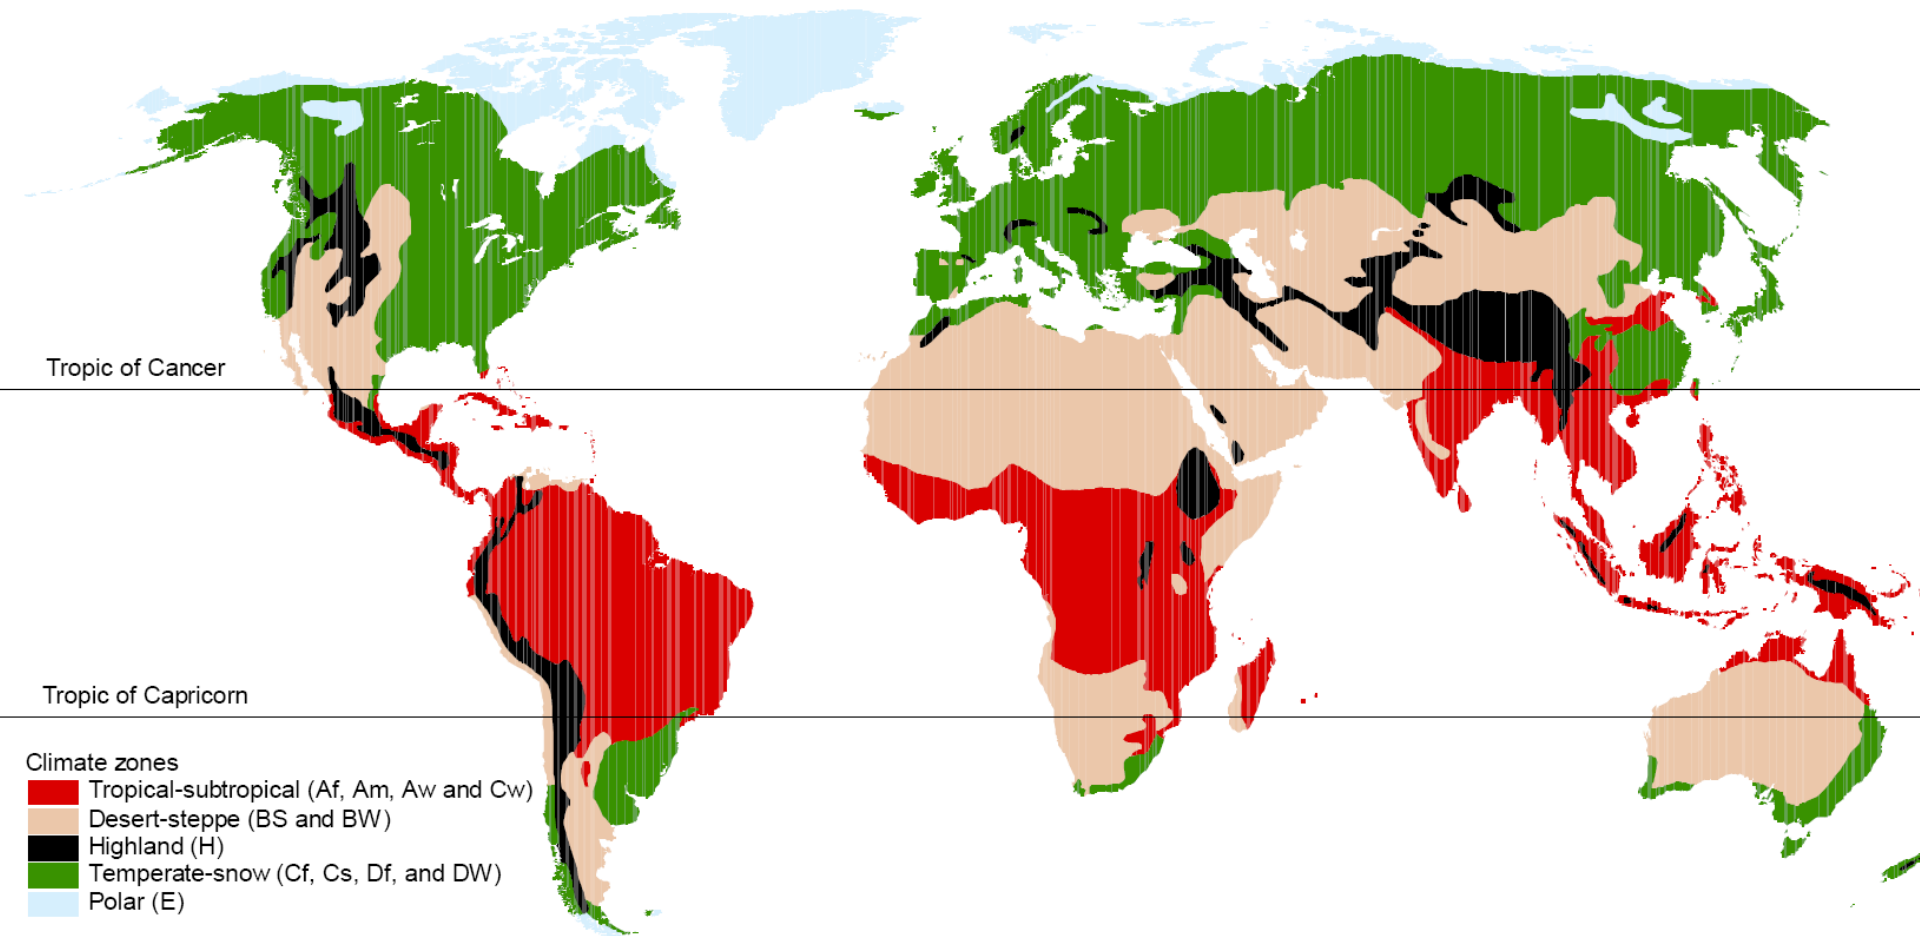 Tropic of Cancer
Tropic of Capricorn
Climate zones
Tropical-subtropical (Af, Am, Aw and Cw)
Desert-steppe (BS and BW)
Highland (H)
Temperate-snow (Cf, Cs, Df, and DW)
Polar (E)